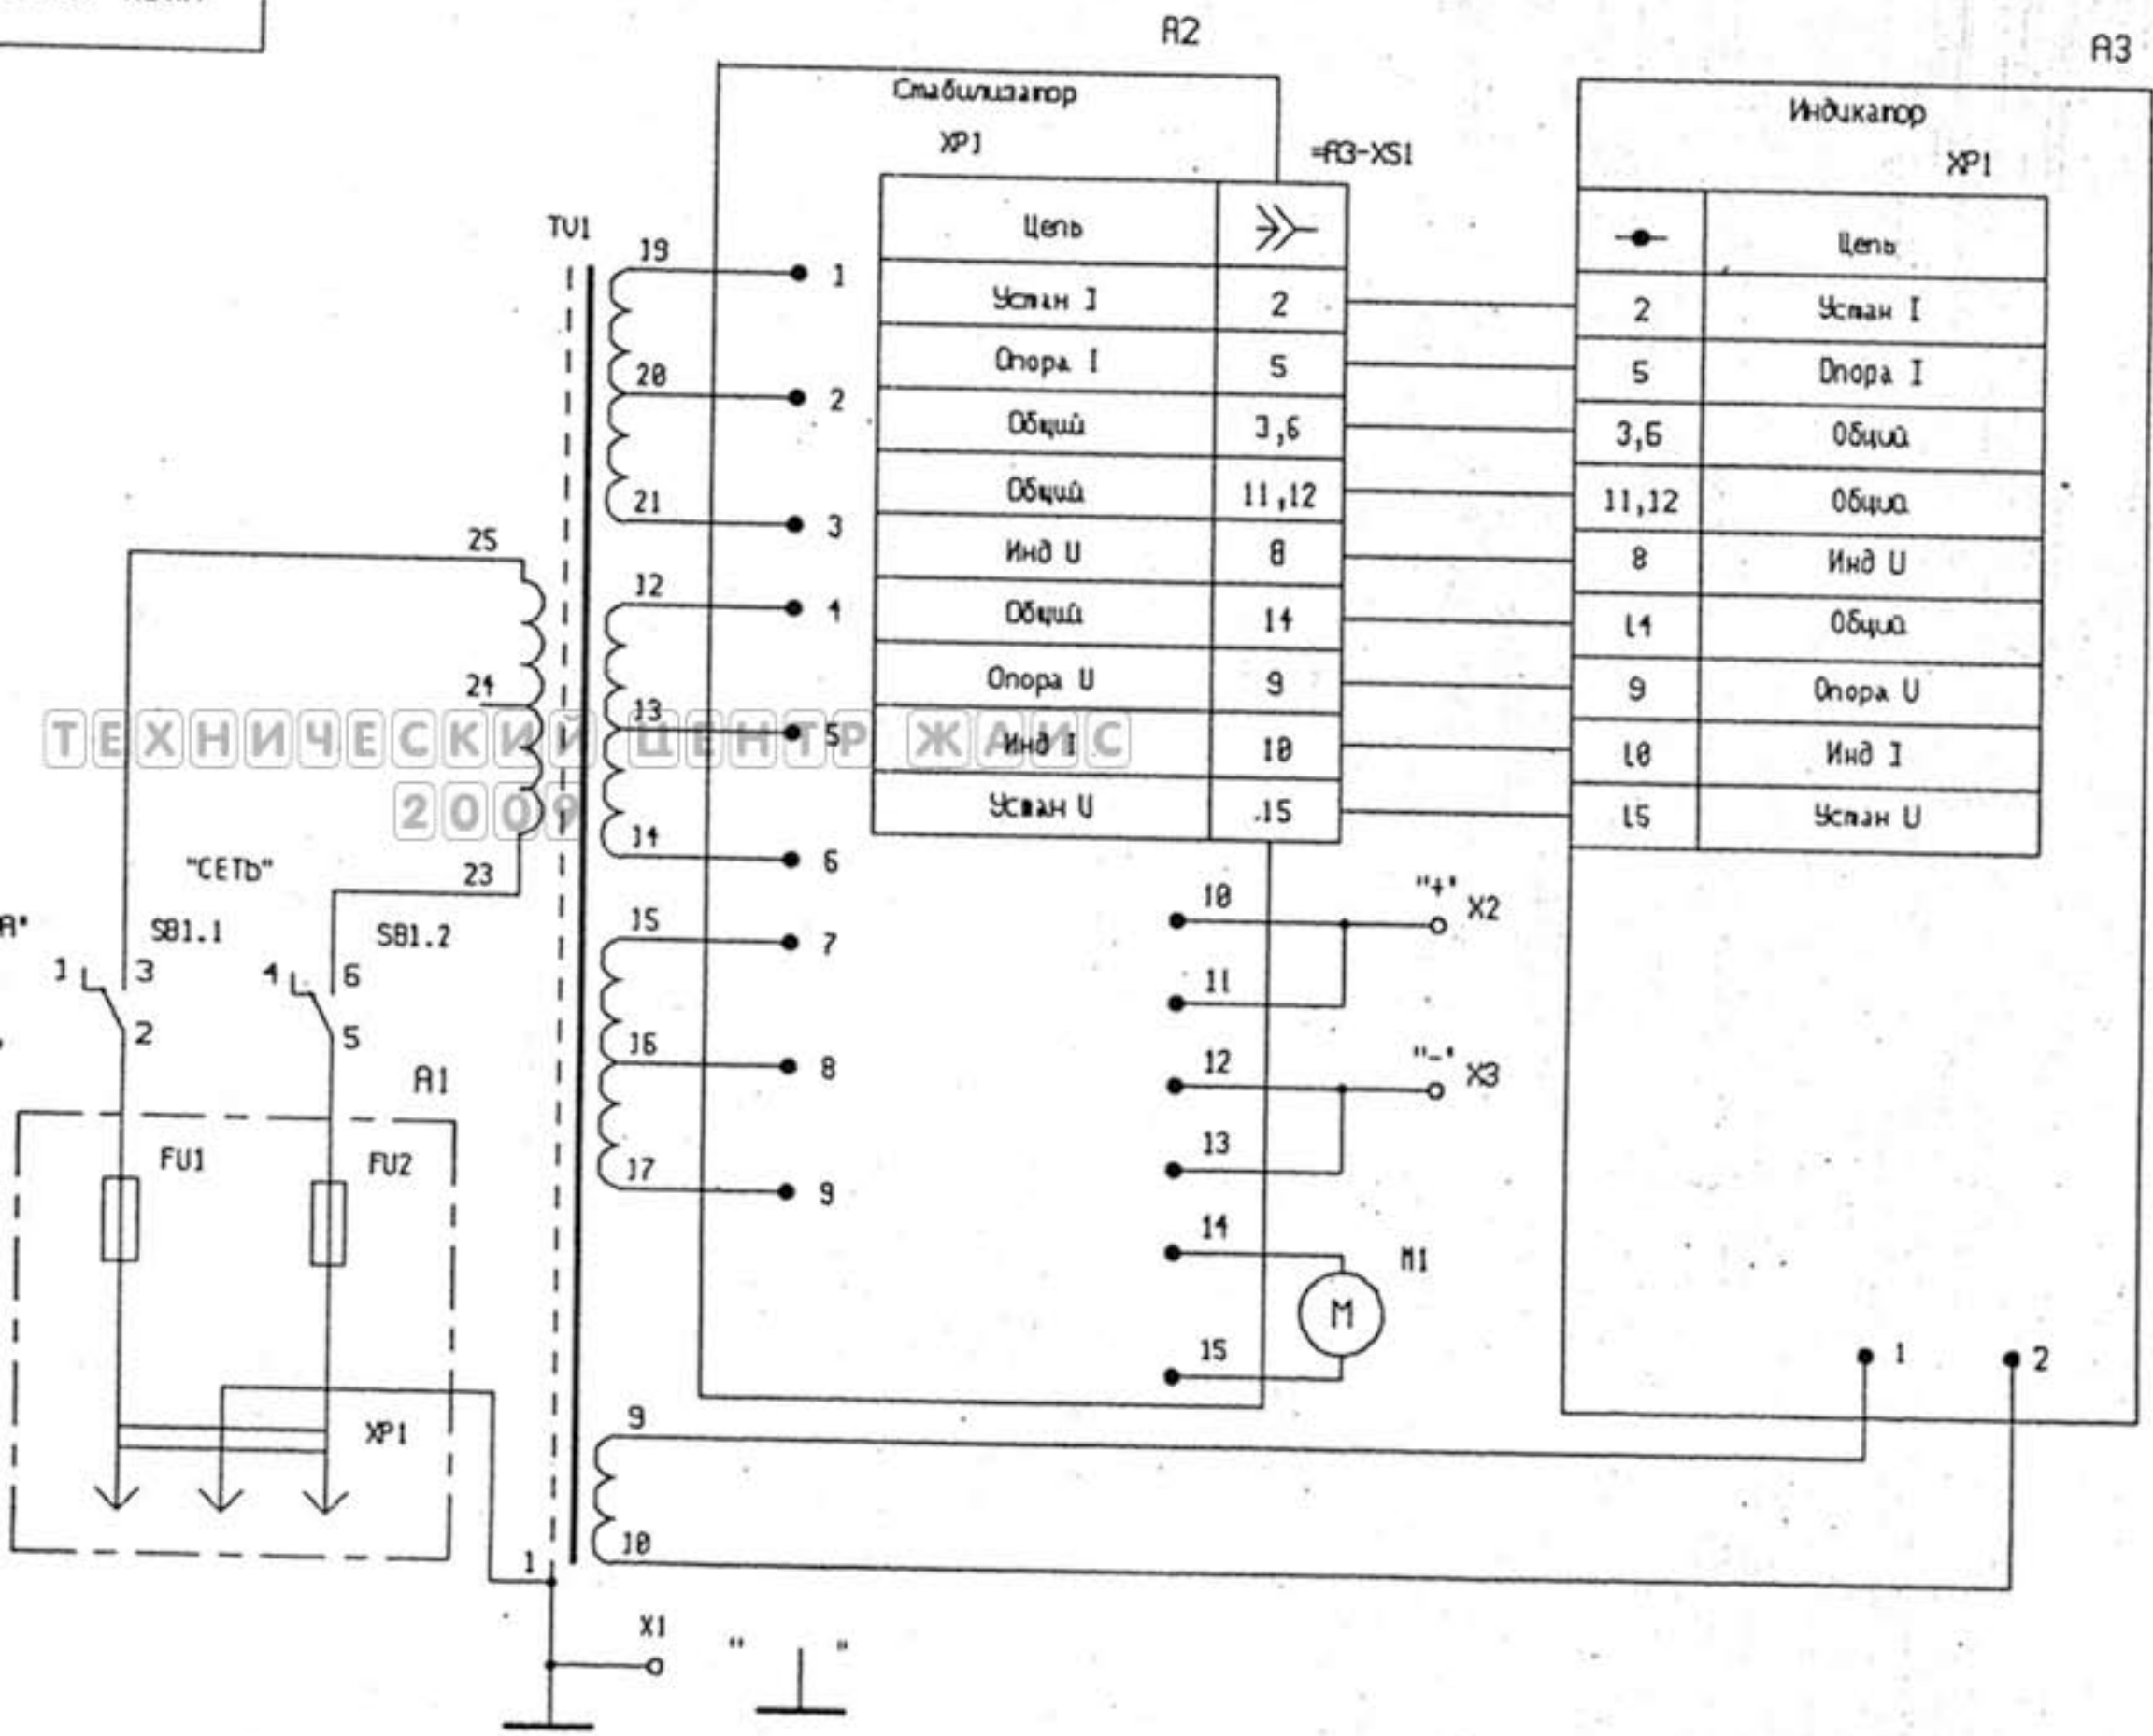 A2
A3
Стабилизатор
XP1
=A3-XS1
Цепь
Устан I 2
Опора I 5
Общий 3,6
Общий 11,12
Инд U 8
Общий 14
Опора U 9
Инд I 10
Устан U 15
Индикатор
XP1
Цепь
2 Устан I
5 Опора I
3,6 Общий
11,12 Общий
8 Инд U
14 Общий
9 Опора U
10 Инд I
15 Устан U
TV1
19 1
20 2
21 3
12 4
13 5
14 6
15 7
16 8
17 9
25
24
23
ТЕХНИЧЕСКИЙ ЦЕНТР ЖАИС
2009
"СЕТЬ"
SB1.1
SB1.2
1 3
2
4 6
5
A1
FU1
FU2
XP1
10 "+" X2
11
12 "-" X3
13
14
M1
M
15
1 2
9
10
1
X1
" "